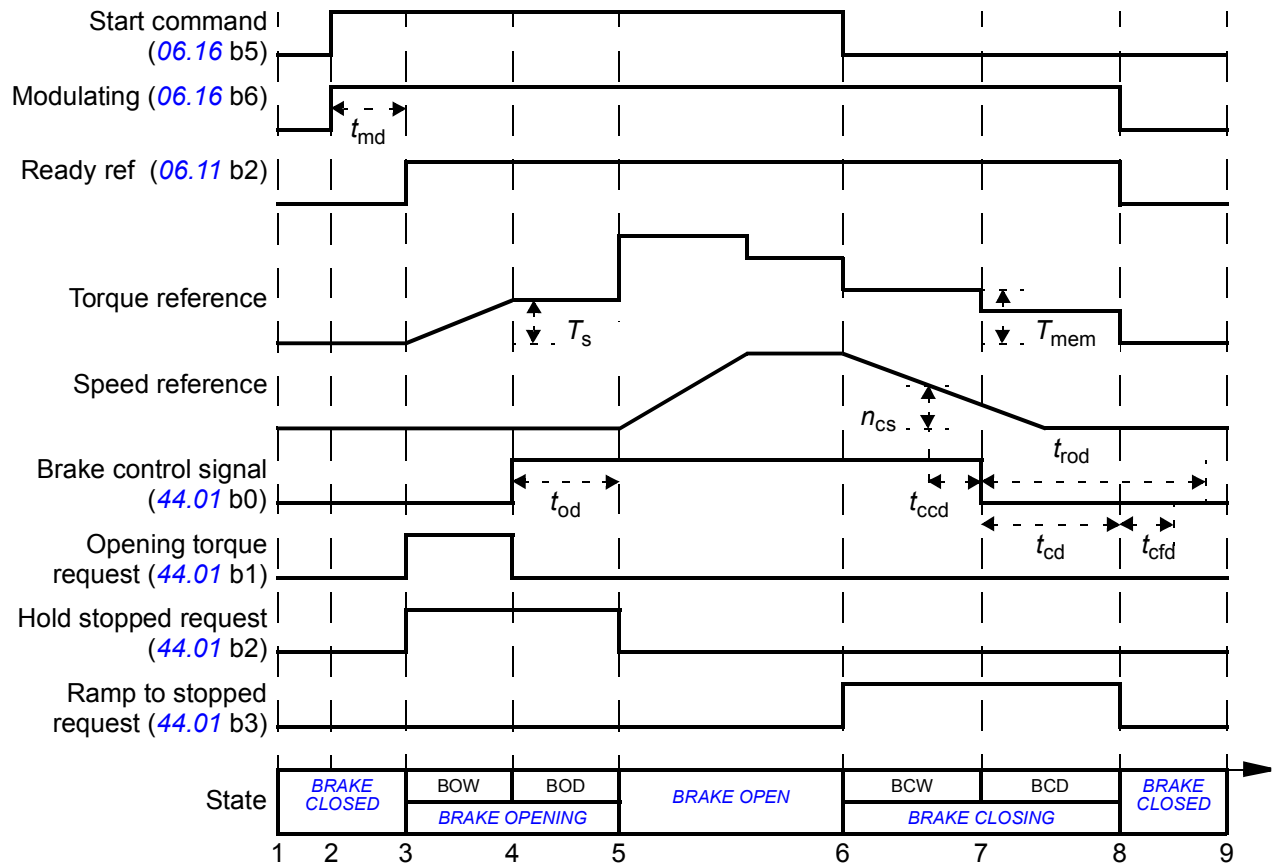 Start command
(06.16 b5)
Modulating (06.16 b6)
tmd
Ready ref (06.11 b2)
Torque reference
Ts
Tmem
Speed reference
ncs
trod
Brake control signal
(44.01 b0)
tod
tccd
tcd
tcfd
Opening torque
request (44.01 b1)
Hold stopped request
(44.01 b2)
Ramp to stopped
request (44.01 b3)
State
BRAKE
CLOSED
BOW
BOD
BRAKE OPENING
BRAKE OPEN
BCW
BCD
BRAKE CLOSING
BRAKE
CLOSED
1 2 3 4 5 6 7 8 9